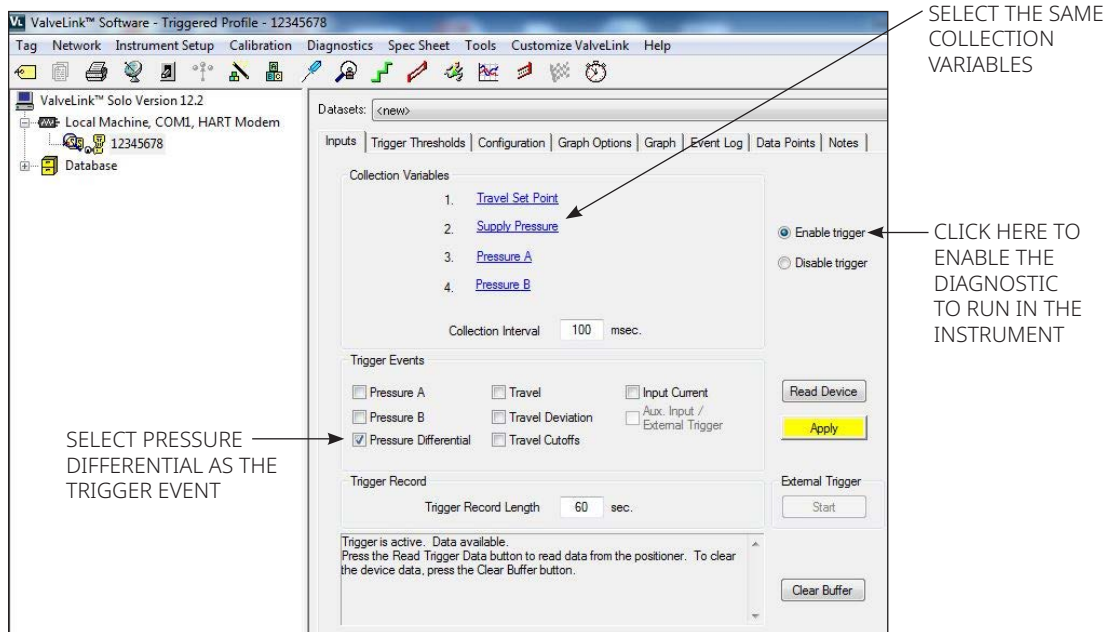 ValveLink™ Software - Triggered Profile - 12345678
Tag Network Instrument Setup Calibration Diagnostics Spec Sheet Tools Customize ValveLink Help
ValveLink™ Solo Version 12.2
Local Machine, COM1, HART Modem
12345678
Database
Datasets: <new>
Inputs Trigger Thresholds Configuration Graph Options Graph Event Log Data Points Notes
Collection Variables
1. Travel Set Point
2. Supply Pressure
3. Pressure A
4. Pressure B
Collection Interval 100 msec.
Enable trigger
Disable trigger
Trigger Events
Pressure A Travel Input Current
Pressure B Travel Deviation Aux. Input /
External Trigger
Pressure Differential Travel Cutoffs
Read Device
Apply
Trigger Record
Trigger Record Length 60 sec.
External Trigger
Start
Trigger is active. Data available.
Press the Read Trigger Data button to read data from the positioner. To clear
the device data, press the Clear Buffer button.
Clear Buffer
SELECT THE SAME
COLLECTION
VARIABLES
CLICK HERE TO
ENABLE THE
DIAGNOSTIC
TO RUN IN THE
INSTRUMENT
SELECT PRESSURE
DIFFERENTIAL AS THE
TRIGGER EVENT